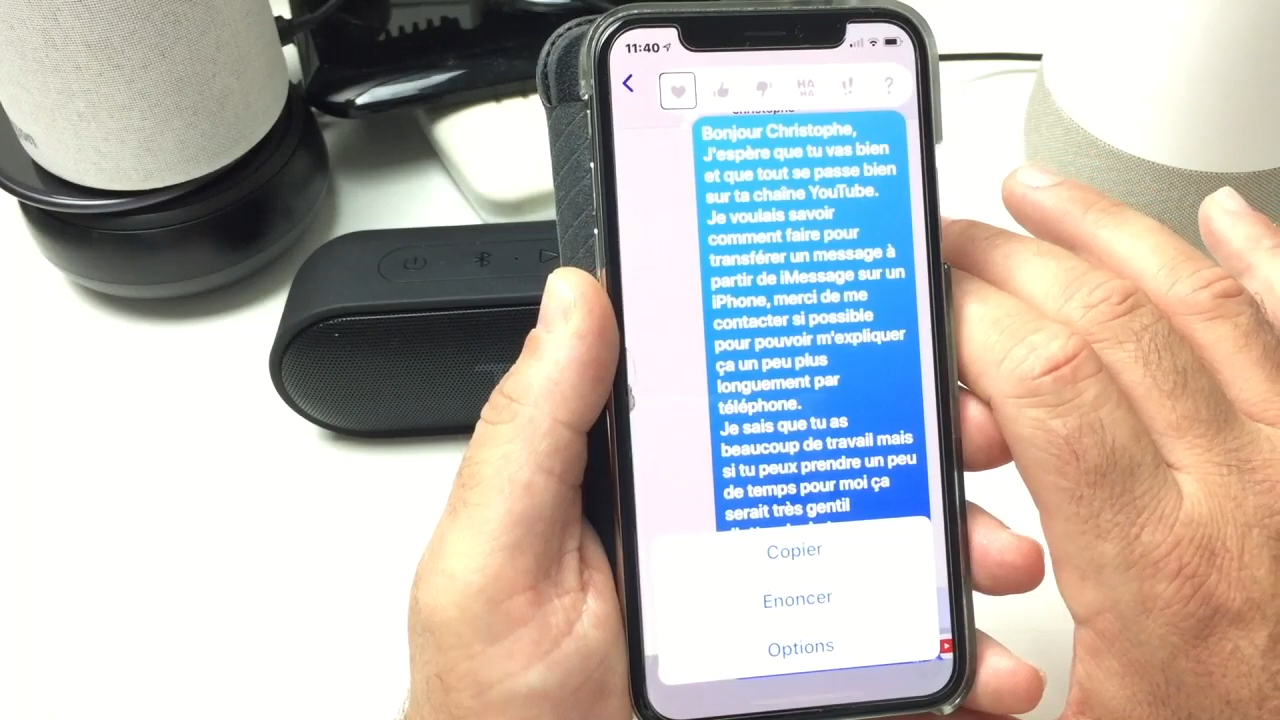 11:40
HA
HA
!!
?
Christophe
Bonjour Christophe,
J'espère que tu vas bien
et que tout se passe bien
sur ta chaîne YouTube.
Je voulais savoir
comment faire pour
transférer un message à
partir de iMessage sur un
iPhone, merci de me
contacter si possible
pour pouvoir m'expliquer
ça un peu plus
longuement par
téléphone.
Je sais que tu as
beaucoup de travail mais
si tu peux prendre un peu
de temps pour moi ça
serait très gentil
Copier
Enoncer
Options